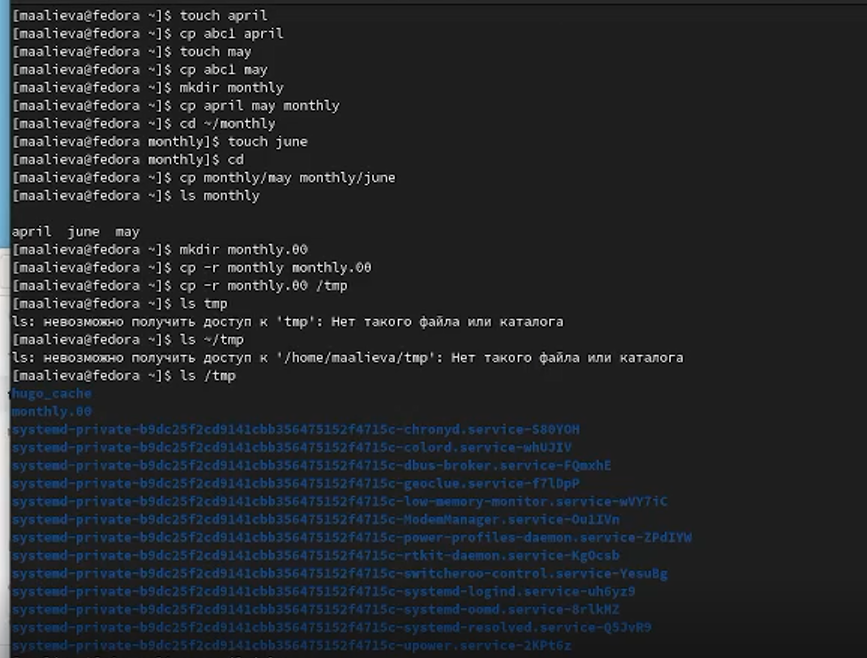 [maalieva@fedora ~]$ touch april
[maalieva@fedora ~]$ cp abc1 april
[maalieva@fedora ~]$ touch may
[maalieva@fedora ~]$ cp abc1 may
[maalieva@fedora ~]$ mkdir monthly
[maalieva@fedora ~]$ cp april may monthly
[maalieva@fedora ~]$ cd ~/monthly
[maalieva@fedora monthly]$ touch june
[maalieva@fedora monthly]$ cd
[maalieva@fedora ~]$ cp monthly/may monthly/june
[maalieva@fedora ~]$ ls monthly
april june may
[maalieva@fedora ~]$ mkdir monthly.00
[maalieva@fedora ~]$ cp -r monthly monthly.00
[maalieva@fedora ~]$ cp -r monthly.00 /tmp
[maalieva@fedora ~]$ ls tmp
ls: невозможно получить доступ к 'tmp': Нет такого файла или каталога
[maalieva@fedora ~]$ ls ~/tmp
ls: невозможно получить доступ к '/home/maalieva/tmp': Нет такого файла или каталога
[maalieva@fedora ~]$ ls /tmp
hugo_cache
monthly.00
systemd-private-b9dc25f2cd9141cbb356475152f4715c-chronyd.service-S80YOH
systemd-private-b9dc25f2cd9141cbb356475152f4715c-colord.service-whUJIV
systemd-private-b9dc25f2cd9141cbb356475152f4715c-dbus-broker.service-FQmxhE
systemd-private-b9dc25f2cd9141cbb356475152f4715c-geoclue.service-f7lDpP
systemd-private-b9dc25f2cd9141cbb356475152f4715c-low-memory-monitor.service-wVY7iC
systemd-private-b9dc25f2cd9141cbb356475152f4715c-ModemManager.service-Ou1IVn
systemd-private-b9dc25f2cd9141cbb356475152f4715c-power-profiles-daemon.service-ZPdIYW
systemd-private-b9dc25f2cd9141cbb356475152f4715c-rtkit-daemon.service-KgOcsb
systemd-private-b9dc25f2cd9141cbb356475152f4715c-switcheroo-control.service-YesuBg
systemd-private-b9dc25f2cd9141cbb356475152f4715c-systemd-logind.service-uh6yz9
systemd-private-b9dc25f2cd9141cbb356475152f4715c-systemd-oomd.service-8rlkMZ
systemd-private-b9dc25f2cd9141cbb356475152f4715c-systemd-resolved.service-Q5JvR9
systemd-private-b9dc25f2cd9141cbb356475152f4715c-upower.service-2KPt6z